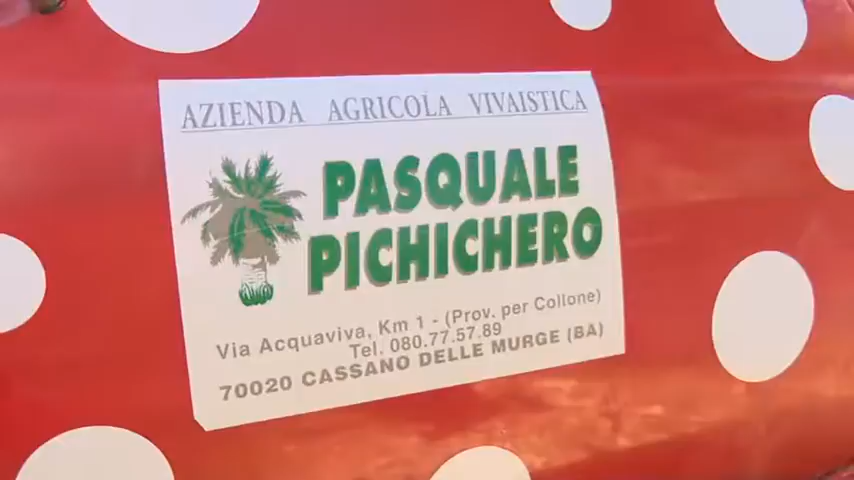 AZIENDA AGRICOLA VIVAISTICA
PASQUALE
PICHICHERO
Via Acquaviva, Km 1 - (Prov. per Collone)
Tel. 080.77.57.89
70020 CASSANO DELLE MURGE (BA)